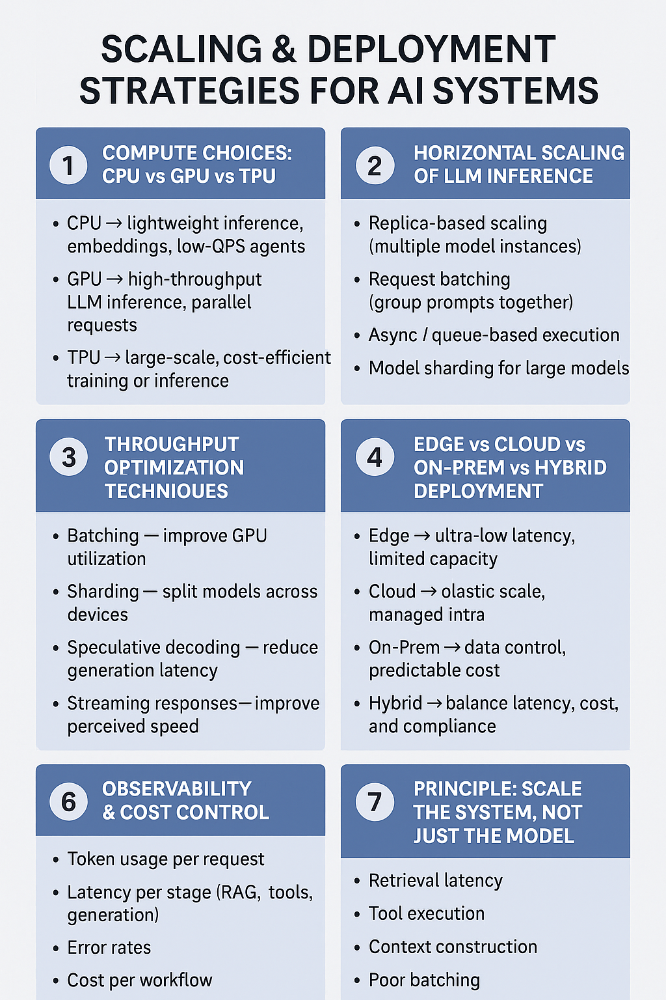 SCALING & DEPLOYMENT
STRATEGIES FOR AI SYSTEMS
1
COMPUTE CHOICES:
CPU vs GPU vs TPU
• CPU → lightweight inference,
embeddings, low-QPS agents
• GPU → high-throughput
LLM inference, parallel
requests
• TPU → large-scale, cost-efficient
training or inference
2
HORIZONTAL SCALING
OF LLM INFERENCE
• Replica-based scaling
(multiple model instances)
• Request batching
(group prompts together)
• Async / queue-based execution
• Model sharding for large models
3
THROUGHPUT
OPTIMIZATION
TECHNIOUES
• Batching — improve GPU
utilization
• Sharding — split models across
devices
• Speculative decoding — reduce
generation latency
• Streaming responses— improve
perceived speed
4
EDGE vs CLOUD vs
ON-PREM vs HYBRID
DEPLOYMENT
• Edge → ultra-low latency,
limited capacity
• Cloud → olastic scale,
managed intra
• On-Prem → data control,
predictable cost
• Hybrid → balance latency, cost,
and compliance
6
OBSERVABILITY
& COST CONTROL
• Token usage per request
• Latency per stage (RAG, tools,
generation)
• Error rates
• Cost per workflow
7
PRINCIPLE: SCALE
THE SYSTEM, NOT
JUST THE MODEL
• Retrieval latency
• Tool execution
• Context construction
• Poor batching